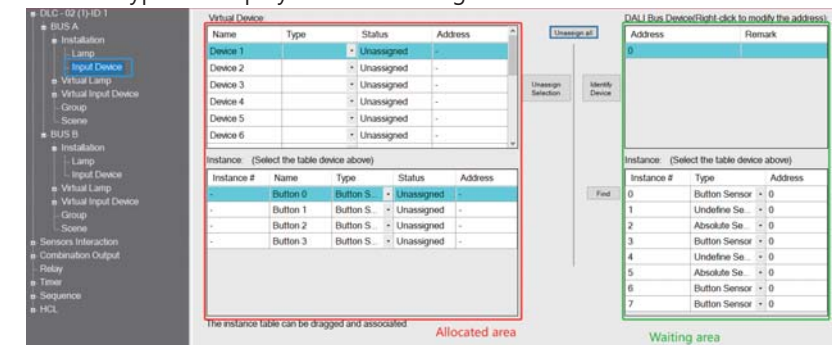 DLC - 02 (1)-ID:1
BUS A
Installation
Lamp
Input Device
Virtual Lamp
Virtual Input Device
Group
Scene
BUS B
Installation
Lamp
Input Device
Virtual Lamp
Virtual Input Device
Group
Scene
Sensors Interaction
Combination Output
Relay
Timer
Sequence
HCL
Virtual Device:
Name Type Status Address
Device 1 Unassigned -
Device 2 Unassigned -
Device 3 Unassigned -
Device 4 Unassigned -
Device 5 Unassigned -
Device 6 Unassigned -
Instance: (Select the table device above)
Instance # Name Type Status Address
- Button 0 Button S... Unassigned -
- Button 1 Button S... Unassigned -
- Button 2 Button S... Unassigned -
- Button 3 Button S... Unassigned -
The instance table can be dragged and associated
Allocated area
Unassign all
Unassign Selection
Identify Device
Find
DALI Bus Device(Right-click to modify the address)
Address Remark
0
Instance: (Select the table device above)
Instance # Type Address
0 Button Sensor 0
1 Undefine Se... 0
2 Absolute Se... 0
3 Button Sensor 0
4 Undefine Se... 0
5 Absolute Se... 0
6 Button Sensor 0
7 Button Sensor 0
Waiting area